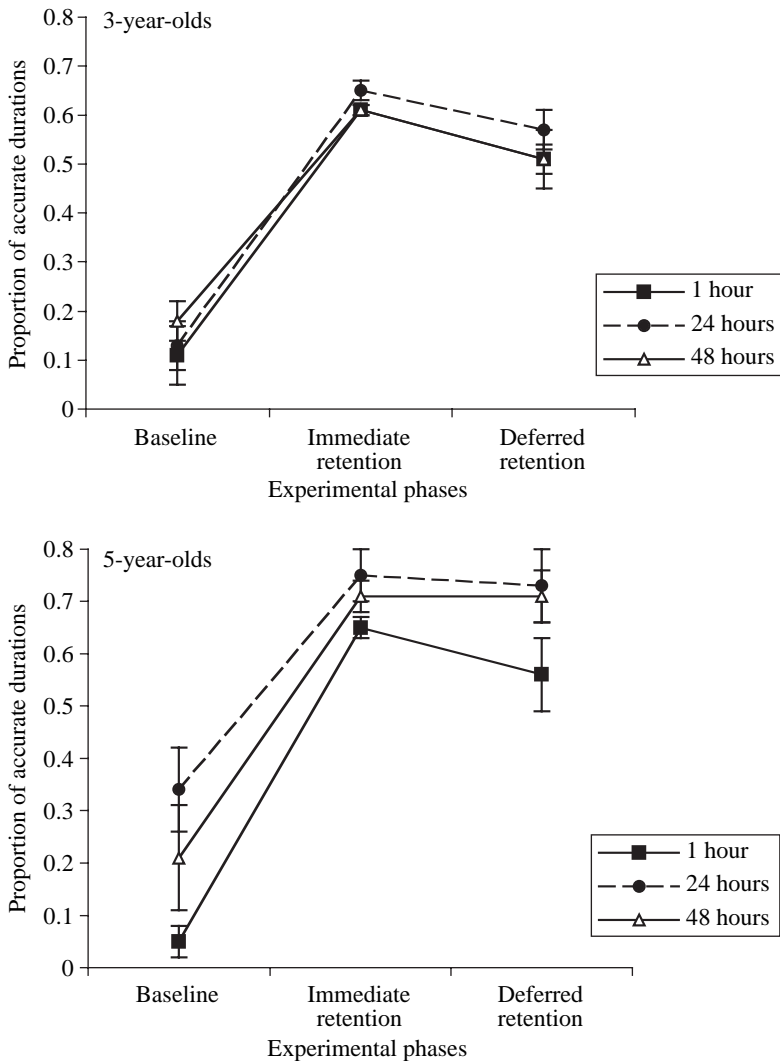 3-year-olds
Proportion of accurate durations
0.8
0.7
0.6
0.5
0.4
0.3
0.2
0.1
0
Baseline
Immediate
retention
Deferred
retention
Experimental phases
1 hour
24 hours
48 hours
5-year-olds
Proportion of accurate durations
0.8
0.7
0.6
0.5
0.4
0.3
0.2
0.1
0
Baseline
Immediate
retention
Deferred
retention
Experimental phases
1 hour
24 hours
48 hours